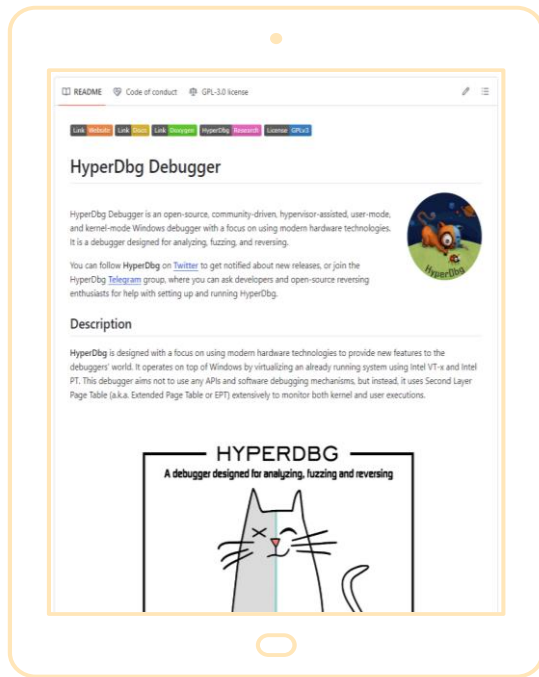 README Code of conduct GPL-3.0 license
Link Website Link Docs Link Doxygen HyperDbg Research License GPLv3
HyperDbg Debugger
HyperDbg Debugger is an open-source, community-driven, hypervisor-assisted, user-mode,
and kernel-mode Windows debugger with a focus on using modern hardware technologies.
It is a debugger designed for analyzing, fuzzing, and reversing.
HyperDbg
You can follow HyperDbg on Twitter to get notified about new releases, or join the
HyperDbg Telegram group, where you can ask developers and open-source reversing
enthusiasts for help with setting up and running HyperDbg.
Description
HyperDbg is designed with a focus on using modern hardware technologies to provide new features to the
debuggers' world. It operates on top of Windows by virtualizing an already running system using Intel VT-x and Intel
PT. This debugger aims not to use any APIs and software debugging mechanisms, but instead, it uses Second Layer
Page Table (a.k.a. Extended Page Table or EPT) extensively to monitor both kernel and user executions.
HYPERDBG
A debugger designed for analyzing, fuzzing and reversing